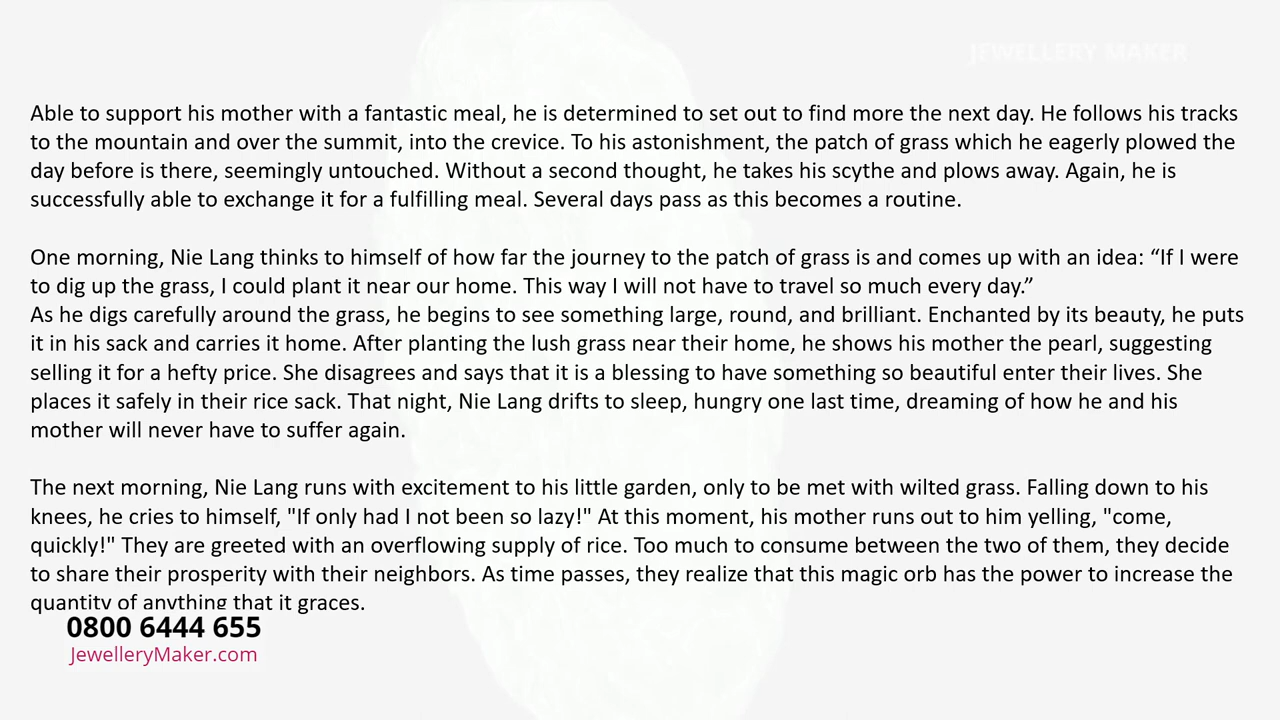 JEWELLERY MAKER
Able to support his mother with a fantastic meal, he is determined to set out to find more the next day. He follows his tracks
to the mountain and over the summit, into the crevice. To his astonishment, the patch of grass which he eagerly plowed the
day before is there, seemingly untouched. Without a second thought, he takes his scythe and plows away. Again, he is
successfully able to exchange it for a fulfilling meal. Several days pass as this becomes a routine.
One morning, Nie Lang thinks to himself of how far the journey to the patch of grass is and comes up with an idea: “If I were
to dig up the grass, I could plant it near our home. This way I will not have to travel so much every day.”
As he digs carefully around the grass, he begins to see something large, round, and brilliant. Enchanted by its beauty, he puts
it in his sack and carries it home. After planting the lush grass near their home, he shows his mother the pearl, suggesting
selling it for a hefty price. She disagrees and says that it is a blessing to have something so beautiful enter their lives. She
places it safely in their rice sack. That night, Nie Lang drifts to sleep, hungry one last time, dreaming of how he and his
mother will never have to suffer again.
The next morning, Nie Lang runs with excitement to his little garden, only to be met with wilted grass. Falling down to his
knees, he cries to himself, "If only had I not been so lazy!" At this moment, his mother runs out to him yelling, "come,
quickly!" They are greeted with an overflowing supply of rice. Too much to consume between the two of them, they decide
to share their prosperity with their neighbors. As time passes, they realize that this magic orb has the power to increase the
quantity of anything that it graces.
0800 6444 655
JewelleryMaker.com